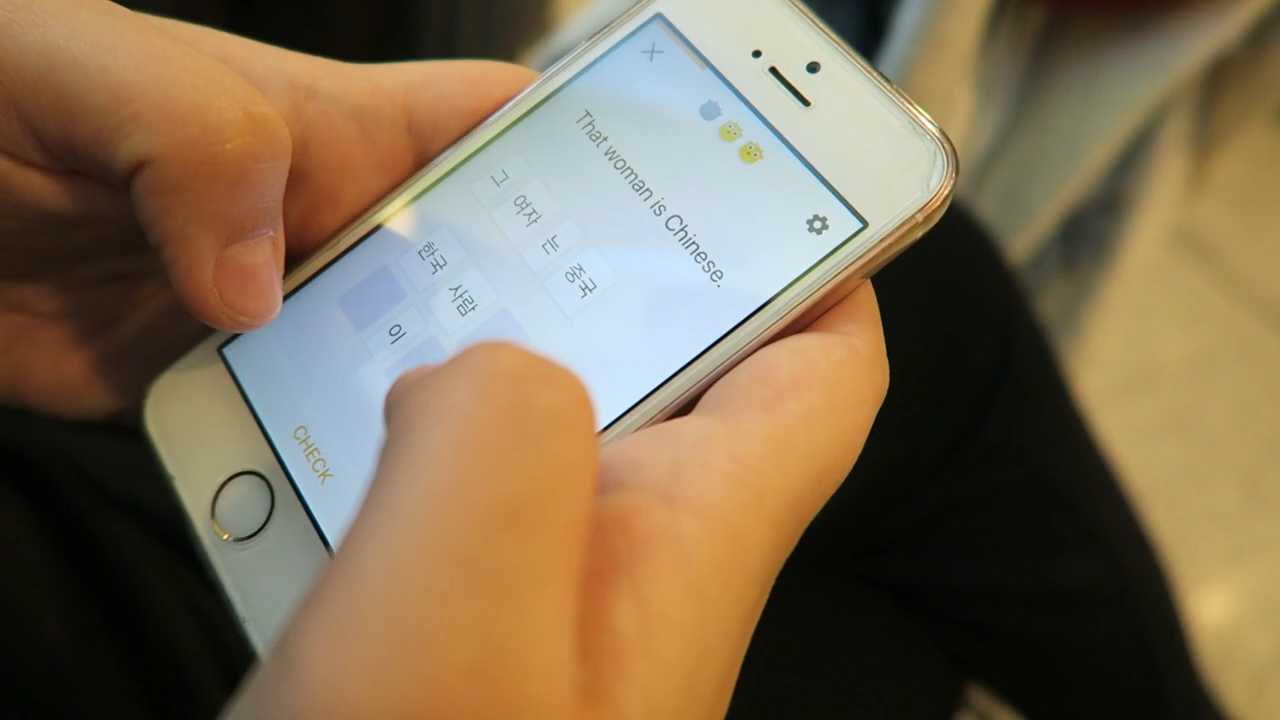 That woman is Chinese.
그 여자 는 중국
한국 사람
이
CHECK